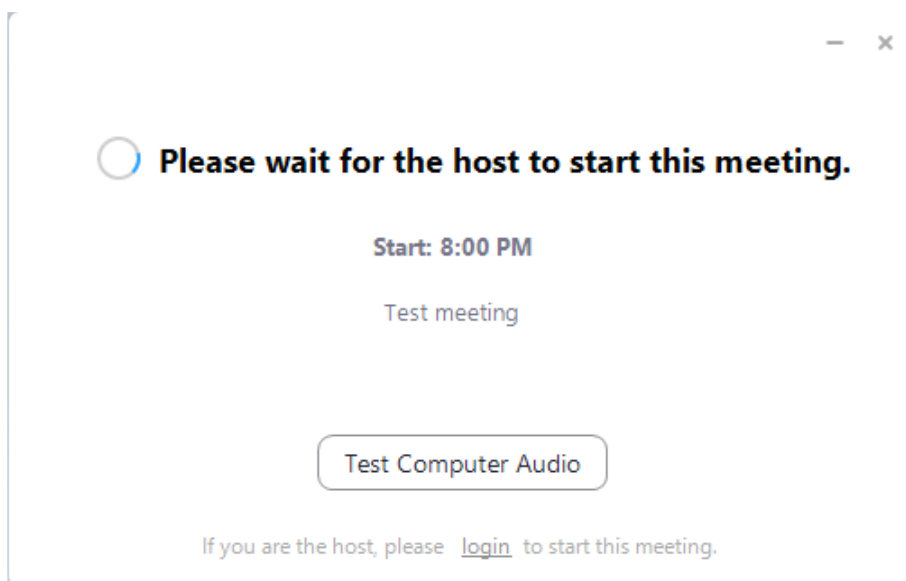 Please wait for the host to start this meeting.
Start: 8:00 PM
Test meeting
Test Computer Audio
If you are the host, please login to start this meeting.